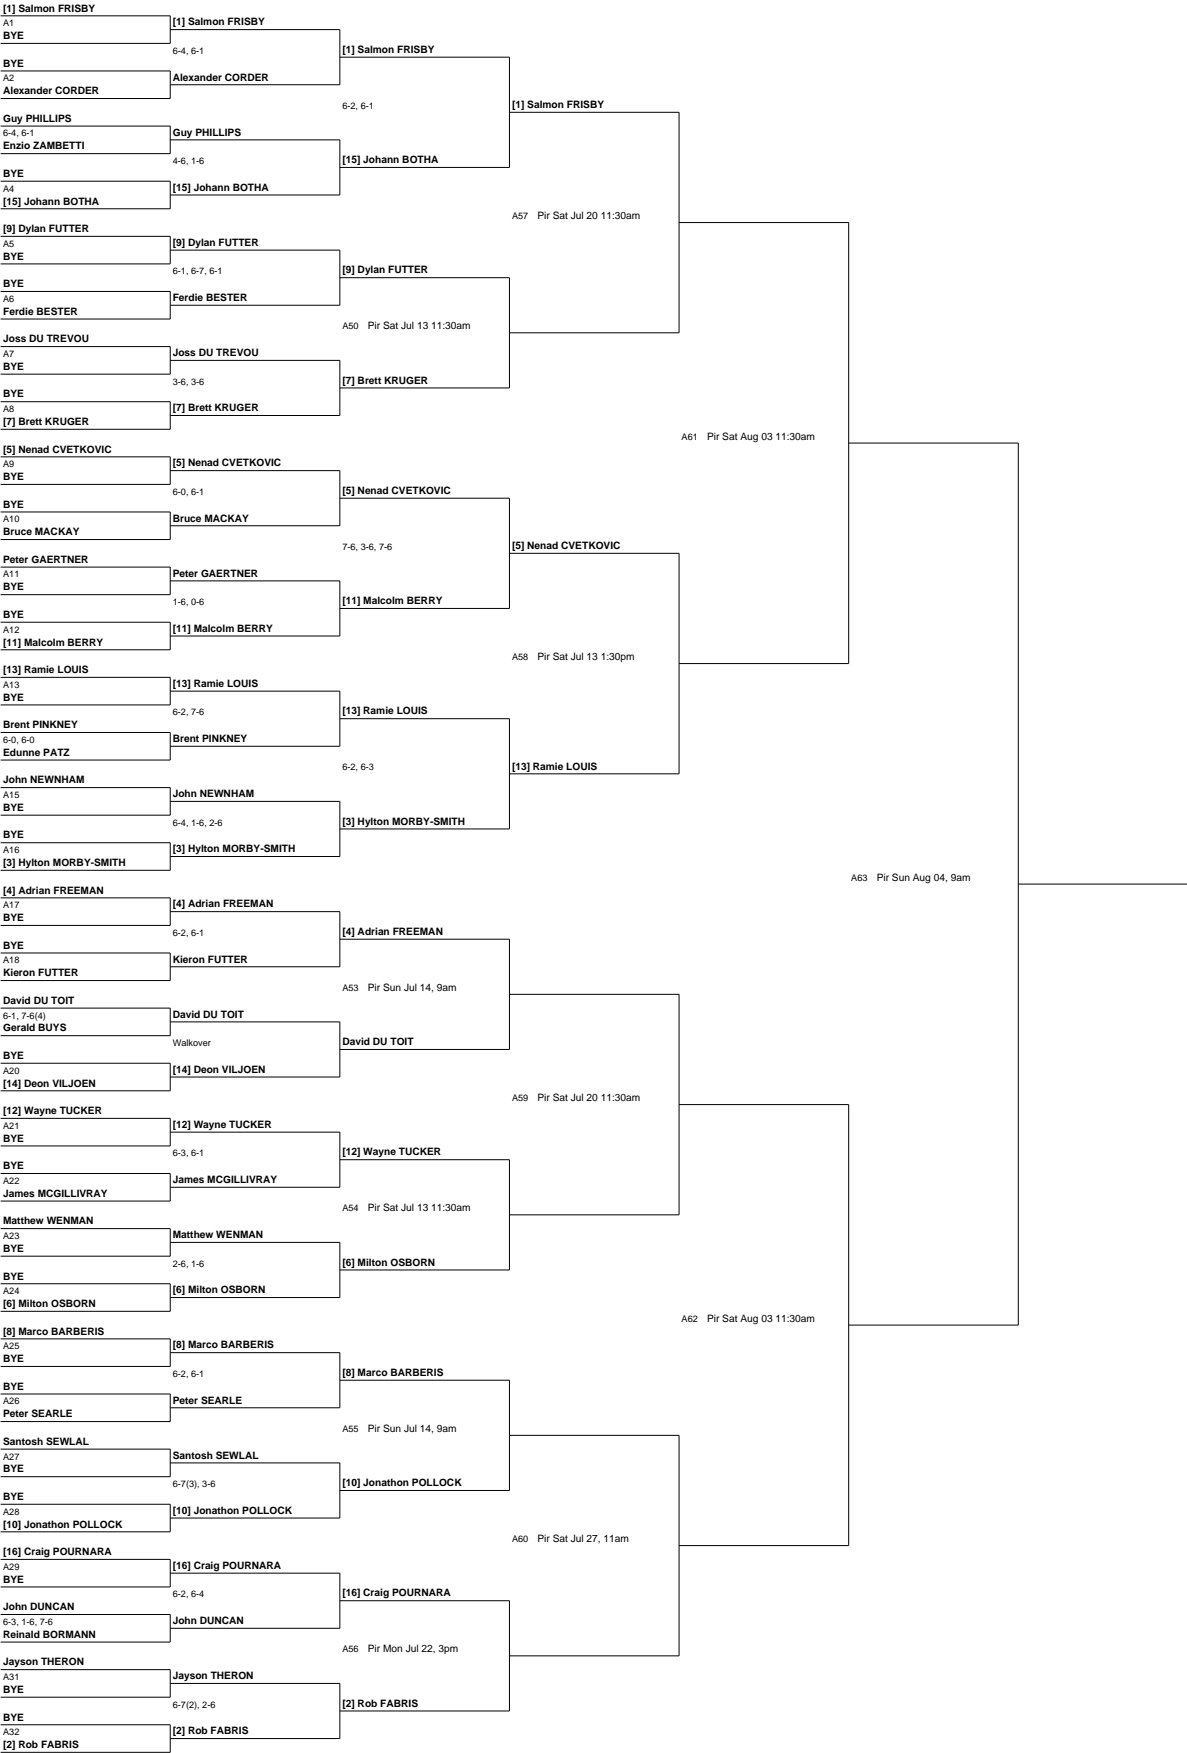 [1] Salmon FRISBY
A1
BYE
BYE
A2
Alexander CORDER
Guy PHILLIPS
6-4, 6-1
Enzio ZAMBETTI
BYE
A4
[15] Johann BOTHA
[9] Dylan FUTTER
A5
BYE
BYE
A6
Ferdie BESTER
Joss DU TREVOU
A7
BYE
BYE
A8
[7] Brett KRUGER
[5] Nenad CVETKOVIC
A9
BYE
BYE
A10
Bruce MACKAY
Peter GAERTNER
A11
BYE
BYE
A12
[11] Malcolm BERRY
[13] Ramie LOUIS
A13
BYE
Brent PINKNEY
6-0, 6-0
Edunne PATZ
John NEWNHAM
A15
BYE
BYE
A16
[3] Hylton MORBY-SMITH
[4] Adrian FREEMAN
A17
BYE
BYE
A18
Kieron FUTTER
David DU TOIT
6-1, 7-6(4)
Gerald BUYS
BYE
A20
[14] Deon VILJOEN
[12] Wayne TUCKER
A21
BYE
BYE
A22
James MCGILLIVRAY
Matthew WENMAN
A23
BYE
BYE
A24
[6] Milton OSBORN
[8] Marco BARBERIS
A25
BYE
BYE
A26
Peter SEARLE
Santosh SEWLAL
A27
BYE
BYE
A28
[10] Jonathon POLLOCK
[16] Craig POURNARA
A29
BYE
John DUNCAN
6-3, 1-6, 7-6
Reinald BORMANN
Jayson THERON
A31
BYE
BYE
A32
[2] Rob FABRIS
[1] Salmon FRISBY
6-4, 6-1
Alexander CORDER
Guy PHILLIPS
4-6, 1-6
[15] Johann BOTHA
[9] Dylan FUTTER
6-1, 6-7, 6-1
Ferdie BESTER
Joss DU TREVOU
3-6, 3-6
[7] Brett KRUGER
[5] Nenad CVETKOVIC
6-0, 6-1
Bruce MACKAY
Peter GAERTNER
1-6, 0-6
[11] Malcolm BERRY
[13] Ramie LOUIS
6-2, 7-6
Brent PINKNEY
John NEWNHAM
6-4, 1-6, 2-6
[3] Hylton MORBY-SMITH
[4] Adrian FREEMAN
6-2, 6-1
Kieron FUTTER
David DU TOIT
Walkover
[14] Deon VILJOEN
[12] Wayne TUCKER
6-3, 6-1
James MCGILLIVRAY
Matthew WENMAN
2-6, 1-6
[6] Milton OSBORN
[8] Marco BARBERIS
6-2, 6-1
Peter SEARLE
Santosh SEWLAL
6-7(3), 3-6
[10] Jonathon POLLOCK
[16] Craig POURNARA
6-2, 6-4
John DUNCAN
Jayson THERON
6-7(2), 2-6
[2] Rob FABRIS
[1] Salmon FRISBY
6-2, 6-1
[15] Johann BOTHA
[9] Dylan FUTTER
A50 Pir Sat Jul 13 11:30am
[7] Brett KRUGER
[5] Nenad CVETKOVIC
7-6, 3-6, 7-6
[11] Malcolm BERRY
[13] Ramie LOUIS
6-2, 6-3
[3] Hylton MORBY-SMITH
[4] Adrian FREEMAN
A53 Pir Sun Jul 14, 9am
David DU TOIT
[12] Wayne TUCKER
A54 Pir Sat Jul 13 11:30am
[6] Milton OSBORN
[8] Marco BARBERIS
A55 Pir Sun Jul 14, 9am
[10] Jonathon POLLOCK
[16] Craig POURNARA
A56 Pir Mon Jul 22, 3pm
[2] Rob FABRIS
[1] Salmon FRISBY
A57 Pir Sat Jul 20 11:30am
[5] Nenad CVETKOVIC
A58 Pir Sat Jul 13 1:30pm
[13] Ramie LOUIS
A59 Pir Sat Jul 20 11:30am
A60 Pir Sat Jul 27, 11am
A61 Pir Sat Aug 03 11:30am
A62 Pir Sat Aug 03 11:30am
A63 Pir Sun Aug 04, 9am